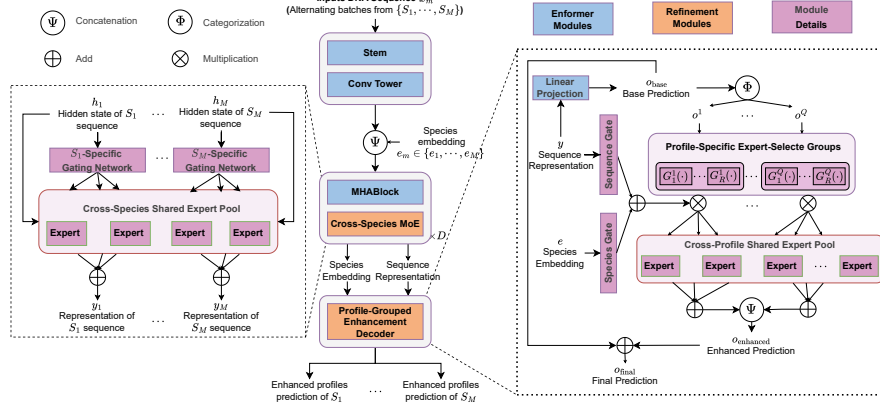 (Alternating batches from {S_1, ⋯, S_M})
Ψ
Concatenation
Φ
Categorization
Add
Multiplication
Enformer
Modules
Refinement
Modules
Module
Details
Stem
Conv Tower
Ψ
Species
embedding
e_m ∈ {e_1, ⋯, e_M}
MHABlock
Cross-Species MoE
×D
Species
Embedding
Sequence
Representation
Profile-Grouped
Enhancement
Decoder
Enhanced profiles
prediction of S_1
⋯
Enhanced profiles
prediction of S_M
h_1
Hidden state of S_1
sequence
⋯
h_M
Hidden state of S_M
sequence
S_1-Specific
Gating Network
⋯
S_M-Specific
Gating Network
Cross-Species Shared Expert Pool
Expert
Expert
Expert
Expert
y_1
Representation of
S_1 sequence
⋯
y_M
Representation of
S_M sequence
Linear
Projection
o_base
Base Prediction
Φ
o^1
⋯
o^Q
y
Sequence
Representation
Sequence Gate
Profile-Specific Expert-Selecte Groups
G_1^1(·) ⋯ G_R^1(·) ⋯ G_1^Q(·) ⋯ G_R^Q(·)
⋯
e
Species
Embedding
Species Gate
Cross-Profile Shared Expert Pool
Expert
Expert
Expert
⋯
Expert
Ψ
o_enhanced
Enhanced Prediction
o_final
Final Prediction